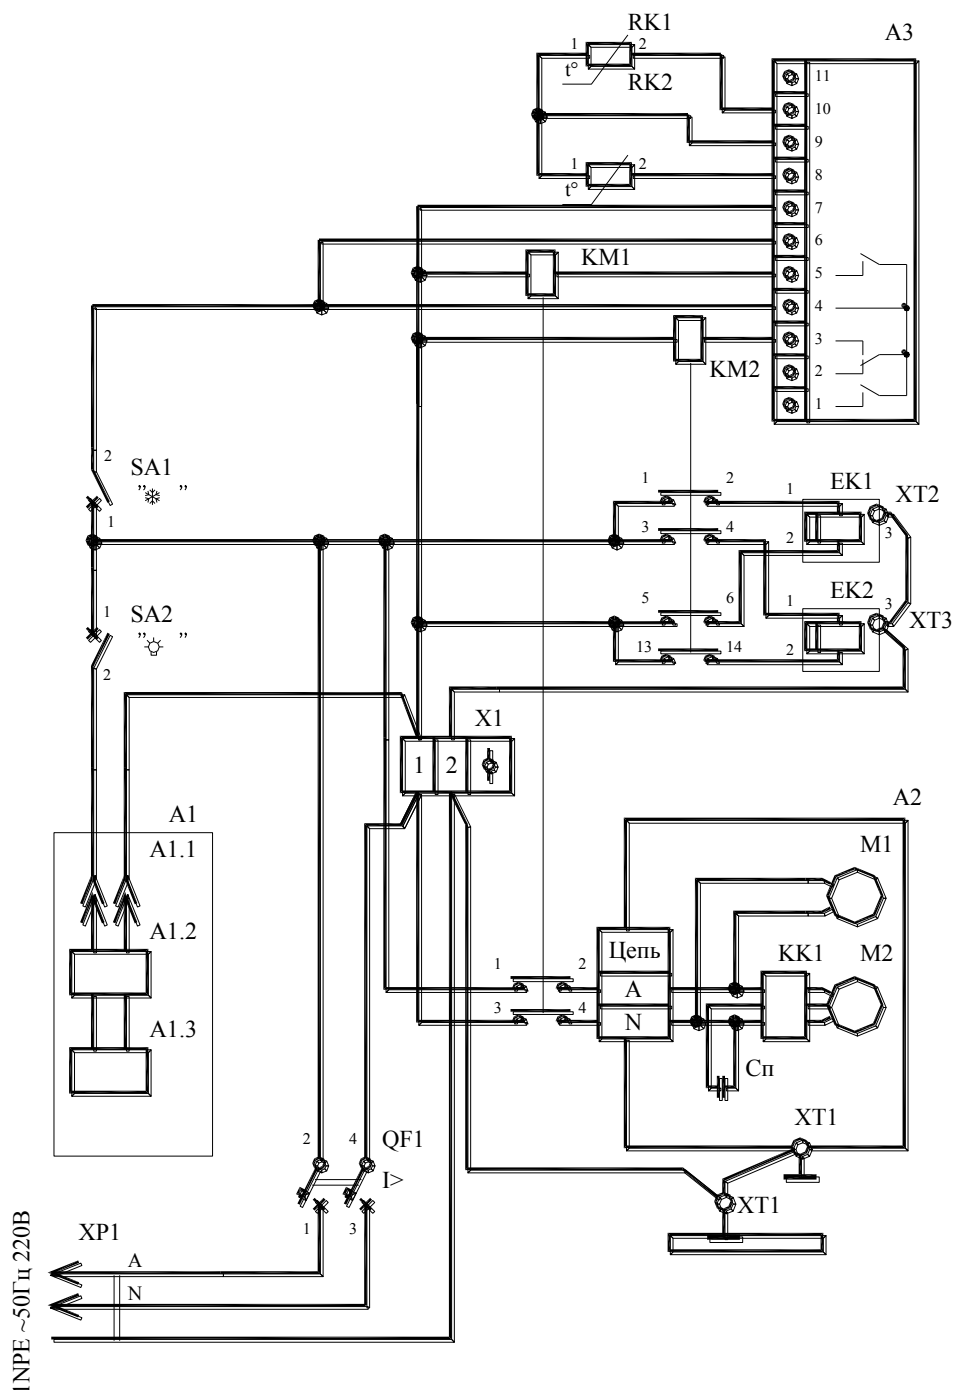 RK1
1
2
A3
t°
RK2
11
10
9
1
2
8
t°
7
6
KM1
5
4
3
KM2
2
1
2
SA1
" "
1
1
2
1
EK1
XT2
3
4
2
3
1
SA2
" "
2
5
6
1
EK2
3
XT3
13
14
2
X1
1
2
A1
A2
A1.1
M1
A1.2
Цепь
KK1
M2
1
2
A
3
4
N
A1.3
Сп
XT1
2
4
QF1
I>
XT1
1
3
XP1
A
N
1NPE ~50Гц 220В